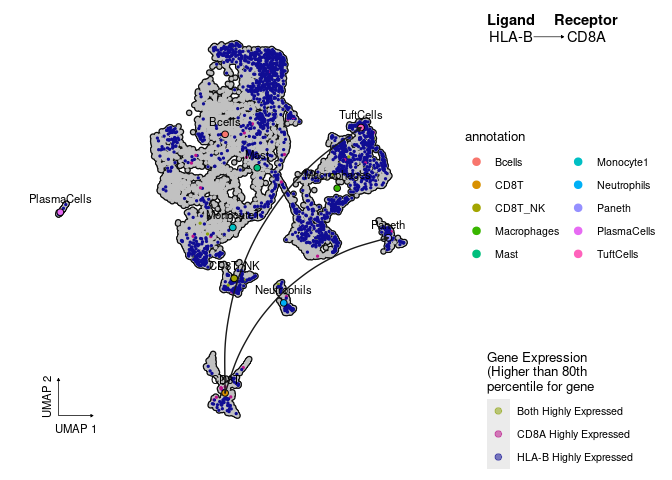 Ligand Receptor
HLA-B CD8A
TuftCells
Bcells
Mast
Macrophages
PlasmaCells
Monocyte1
Paneth
CD8T_NK
Neutrophils
CD8T
UMAP 2
UMAP 1
annotation
Bcells
CD8T
CD8T_NK
Macrophages
Mast
Monocyte1
Neutrophils
Paneth
PlasmaCells
TuftCells
Gene Expression
(Higher than 80th
percentile for gene
Both Highly Expressed
CD8A Highly Expressed
HLA-B Highly Expressed